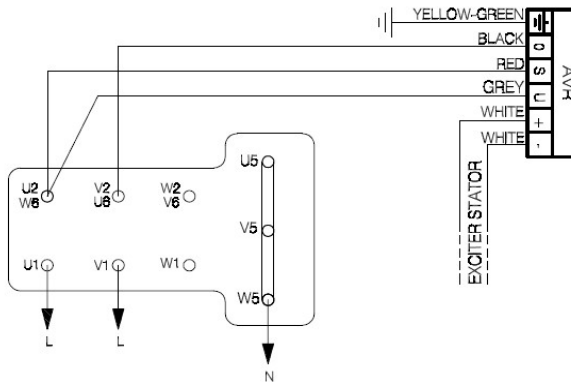 YELLOW-GREEN
BLACK
0
RED
S
GREY
U
WHITE
+
WHITE
-
AVR
EXCITER STATOR
U5
V5
W5
U2
W6
V2
U6
W2
V6
U1
V1
W1
L
L
N